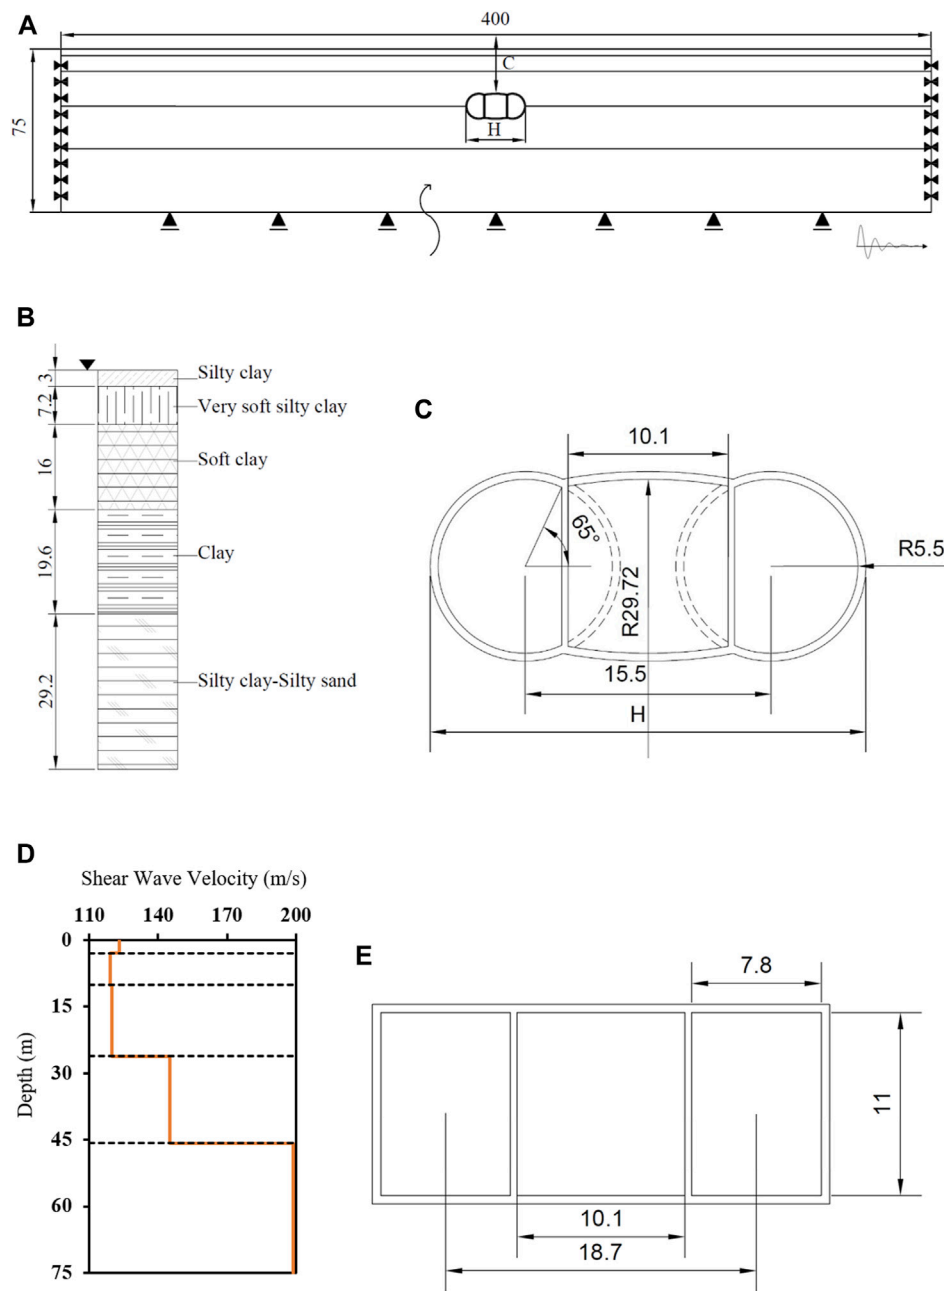 A
400
C
75
H
B
3
Silty clay
7.2
Very soft silty clay
16
Soft clay
19.6
Clay
29.2
Silty clay-Silty sand
C
10.1
65°
R5.5
R29.72
15.5
H
D
Shear Wave Velocity (m/s)
110 140 170 200
0
15
30
45
60
75
Depth (m)
E
7.8
11
10.1
18.7